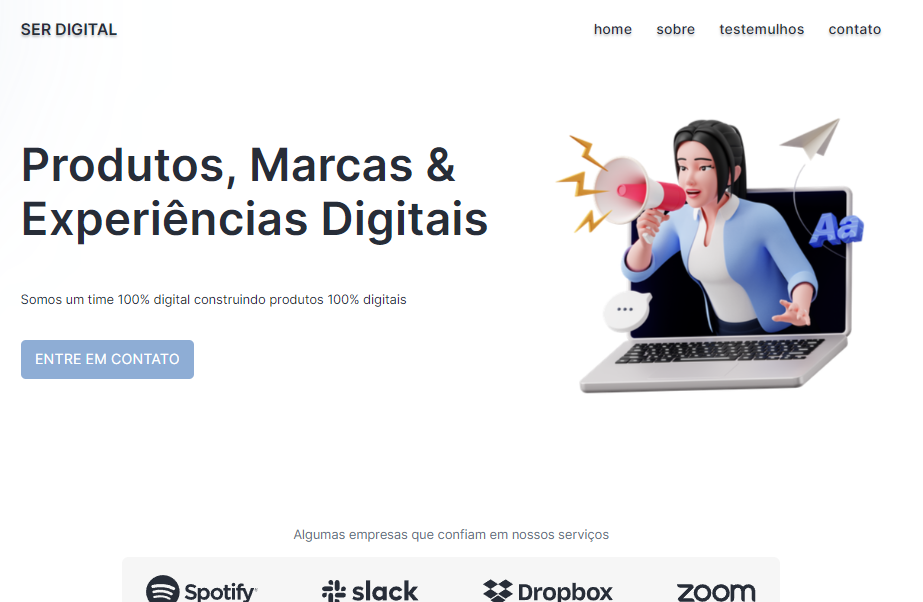 SER DIGITAL
home sobre testemulhos contato
Produtos, Marcas &
Experiências Digitais
Somos um time 100% digital construindo produtos 100% digitais
ENTRE EM CONTATO
Aa
Algumas empresas que confiam em nossos serviços
Spotify slack Dropbox zoom